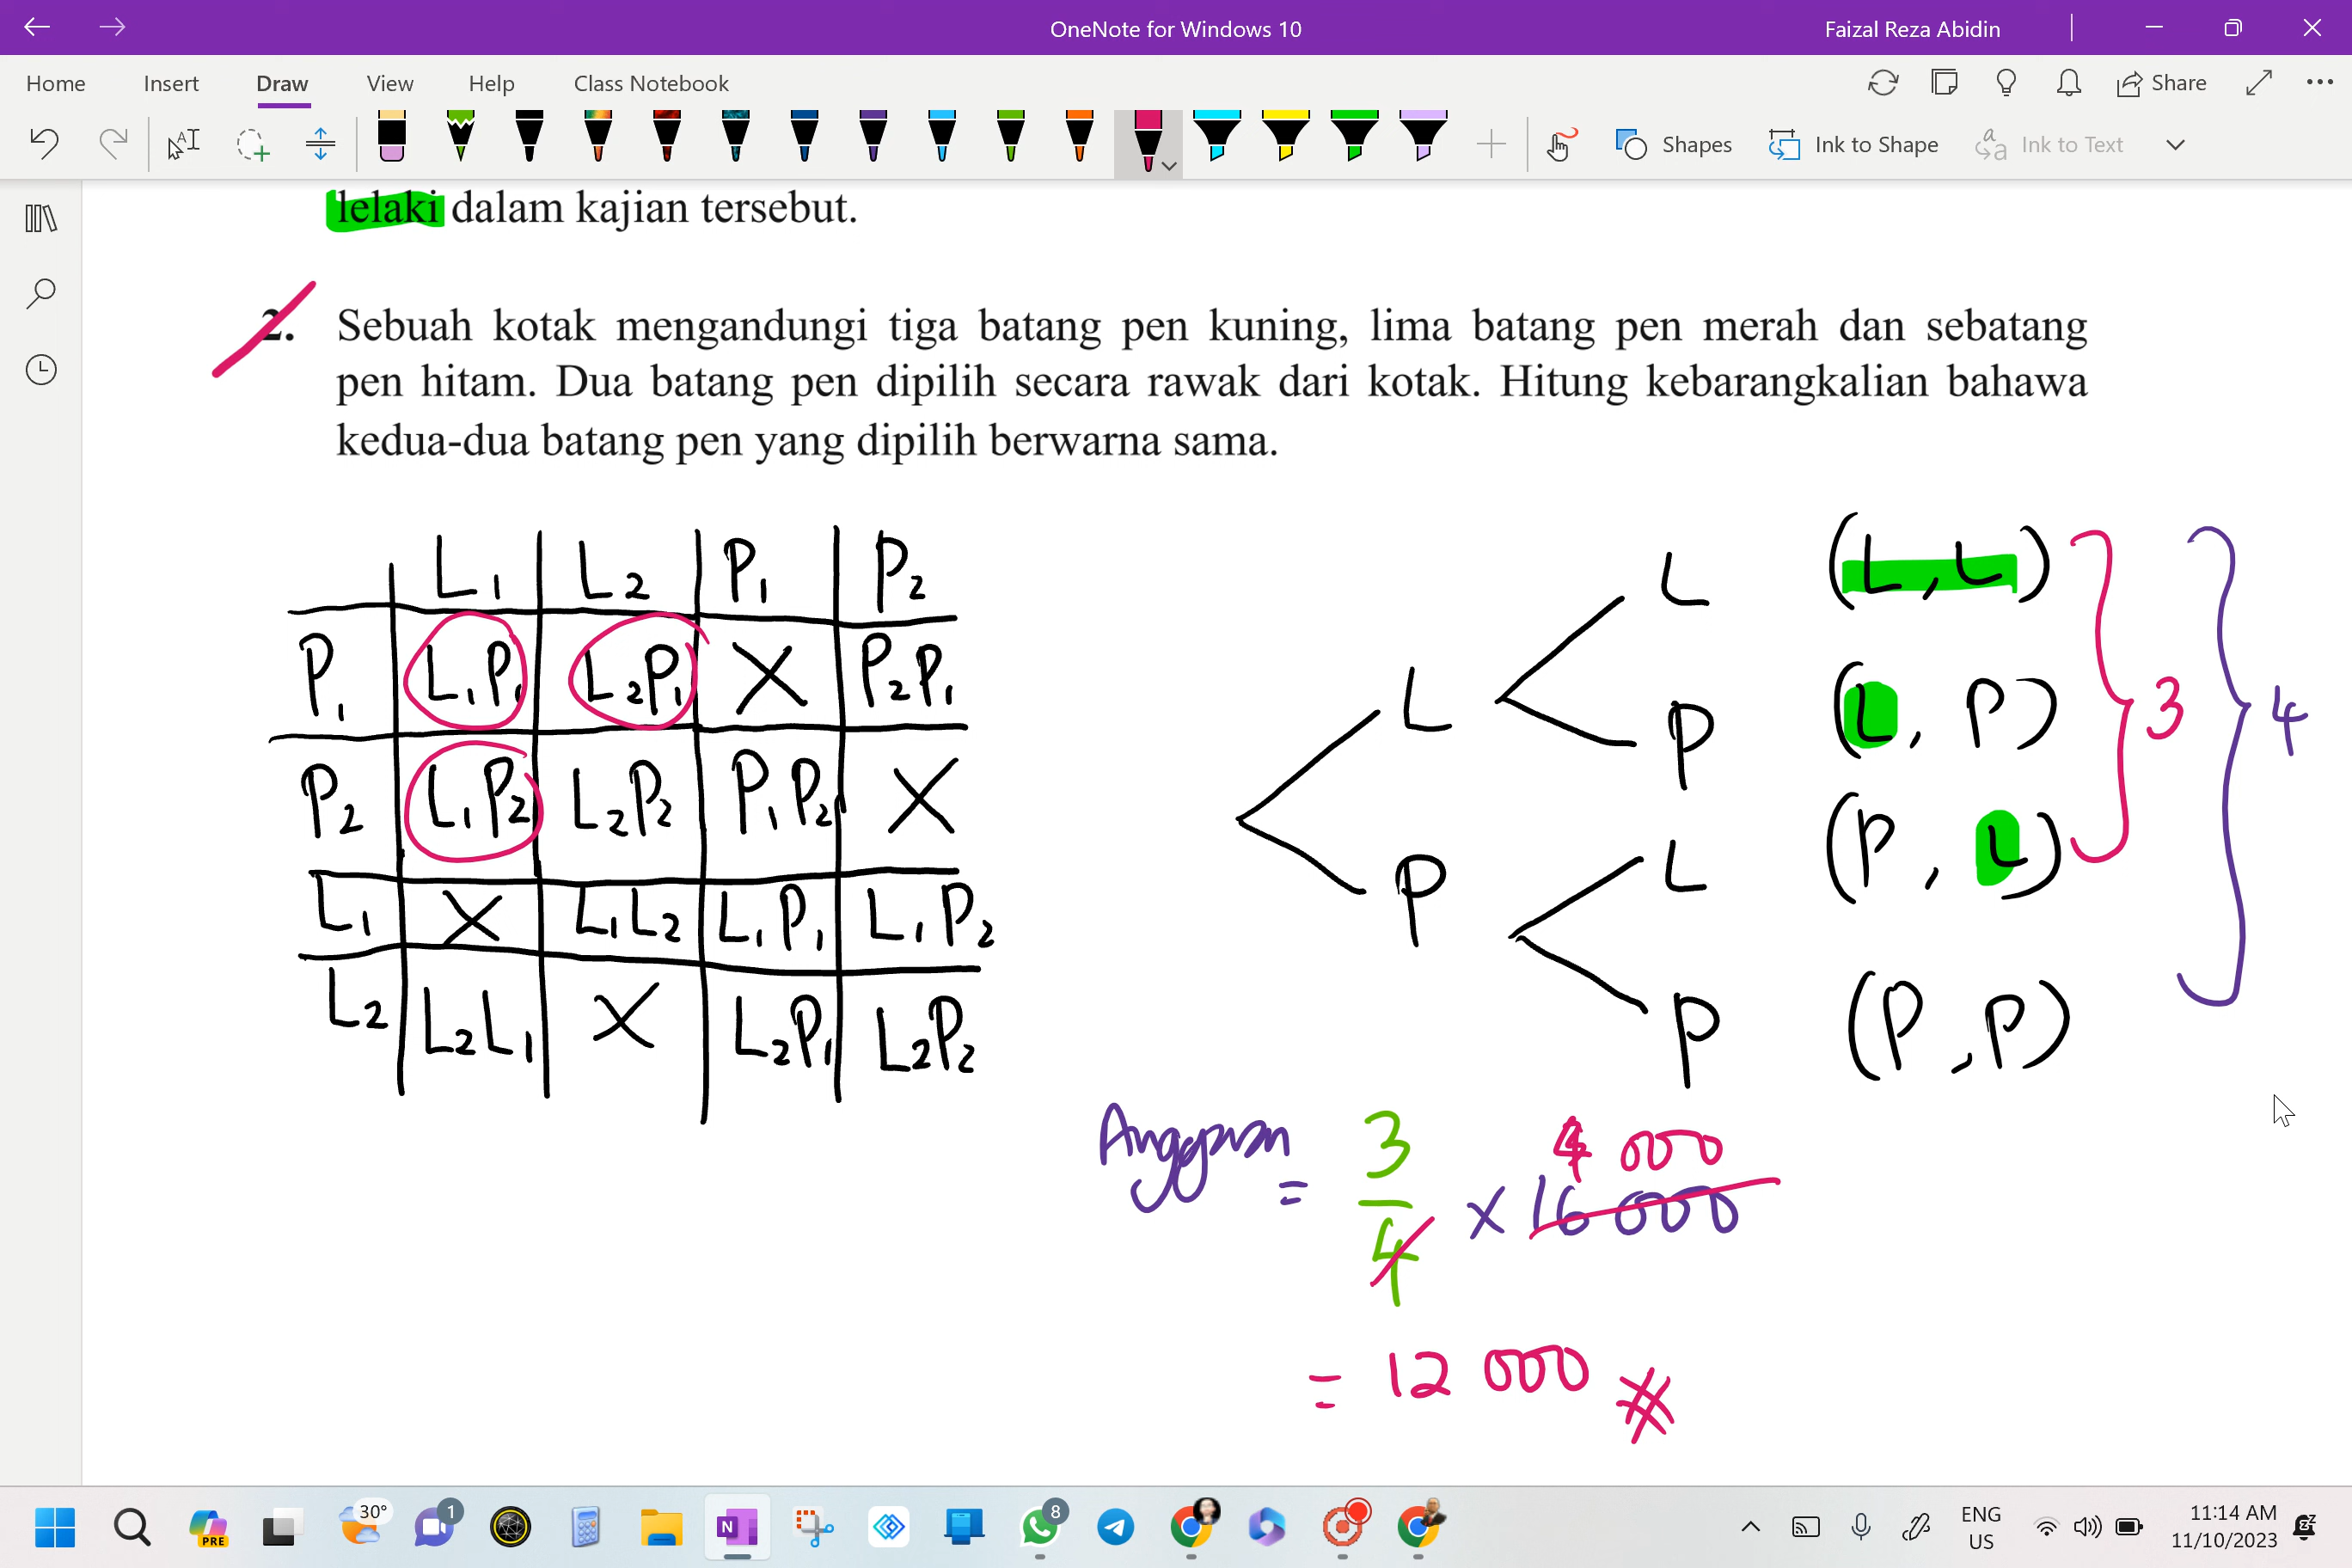 OneNote for Windows 10
Faizal Reza Abidin
Home Insert Draw View Help Class Notebook
Share
Shapes Ink to Shape Ink to Text
lelaki dalam kajian tersebut.
2. Sebuah kotak mengandungi tiga batang pen kuning, lima batang pen merah dan sebatang
pen hitam. Dua batang pen dipilih secara rawak dari kotak. Hitung kebarangkalian bahawa
kedua-dua batang pen yang dipilih berwarna sama.
L1 L2 P1 P2
P1 L1P1 L2P1 X P2P1
P2 L1P2 L2P2 P1P2 X
L1 X L1L2 L1P1 L1P2
L2 L2L1 X L2P1 L2P2
L (L, L)
L
P (L, P)
3
4
L (P, L)
P
P (P, P)
Anggaran = 3/4 x 16 000
4 000
= 12 000 #
30°
PRE
1
8
ENG
US
11:14 AM
11/10/2023